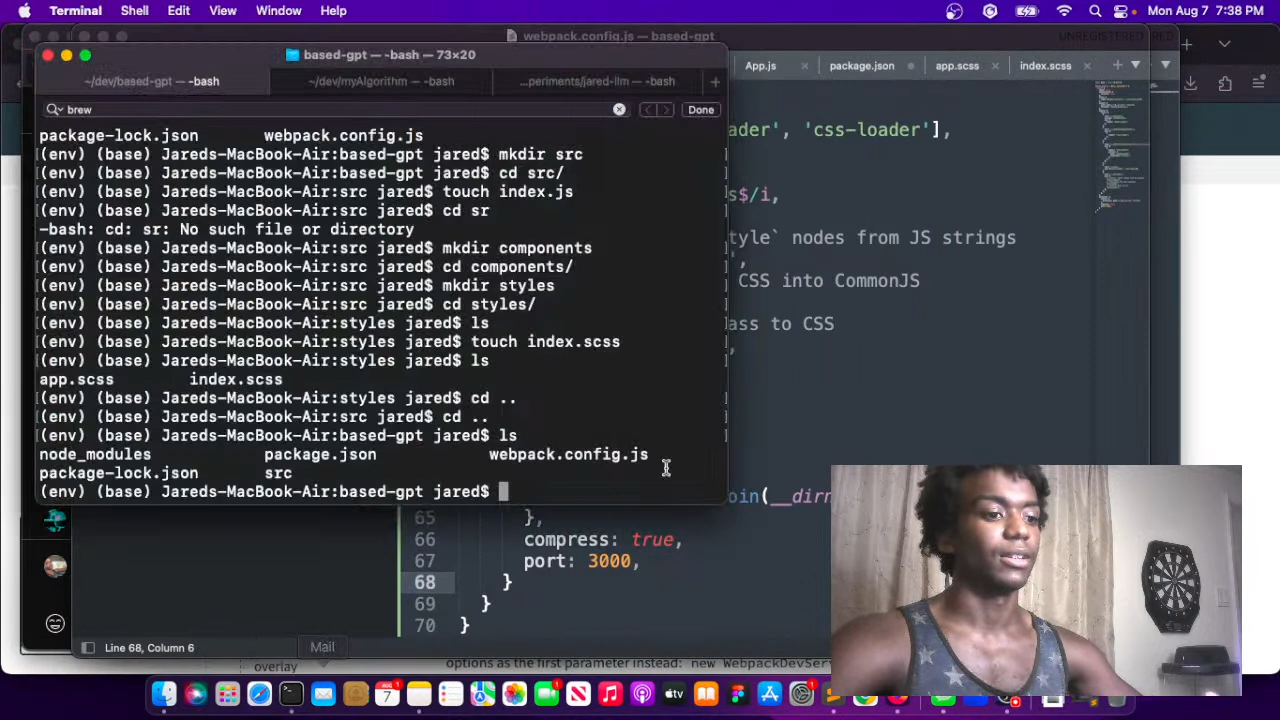 Terminal Shell Edit View Window Help
Mon Aug 7 7:38 PM
webpack.config.js — based-gpt
UNREGISTERED
based-gpt — -bash — 73×20
~/dev/based-gpt — -bash
~/dev/myAlgorithm — -bash
...periments/jared-llm — -bash
App.js
package.json
app.scss
index.scss
brew
Done
package-lock.json webpack.config.js
(env) (base) Jareds-MacBook-Air:based-gpt jared$ mkdir src
(env) (base) Jareds-MacBook-Air:based-gpt jared$ cd src/
(env) (base) Jareds-MacBook-Air:src jared$ touch index.js
(env) (base) Jareds-MacBook-Air:src jared$ cd sr
-bash: cd: sr: No such file or directory
(env) (base) Jareds-MacBook-Air:src jared$ mkdir components
(env) (base) Jareds-MacBook-Air:src jared$ cd components/
(env) (base) Jareds-MacBook-Air:src jared$ mkdir styles
(env) (base) Jareds-MacBook-Air:src jared$ cd styles/
(env) (base) Jareds-MacBook-Air:styles jared$ ls
(env) (base) Jareds-MacBook-Air:styles jared$ touch index.scss
(env) (base) Jareds-MacBook-Air:styles jared$ ls
app.scss index.scss
(env) (base) Jareds-MacBook-Air:styles jared$ cd ..
(env) (base) Jareds-MacBook-Air:src jared$ cd ..
(env) (base) Jareds-MacBook-Air:based-gpt jared$ ls
node_modules package.json webpack.config.js
package-lock.json src
(env) (base) Jareds-MacBook-Air:based-gpt jared$
ader', 'css-loader'],
s$/i,
tyle` nodes from JS strings
',
CSS into CommonJS
ass to CSS
,
oin(__dirn
65 },
66 compress: true,
67 port: 3000,
68 }
69 }
70 }
Mail
Line 68, Column 6
overlay
options as the first parameter instead: new WebpackDevServ